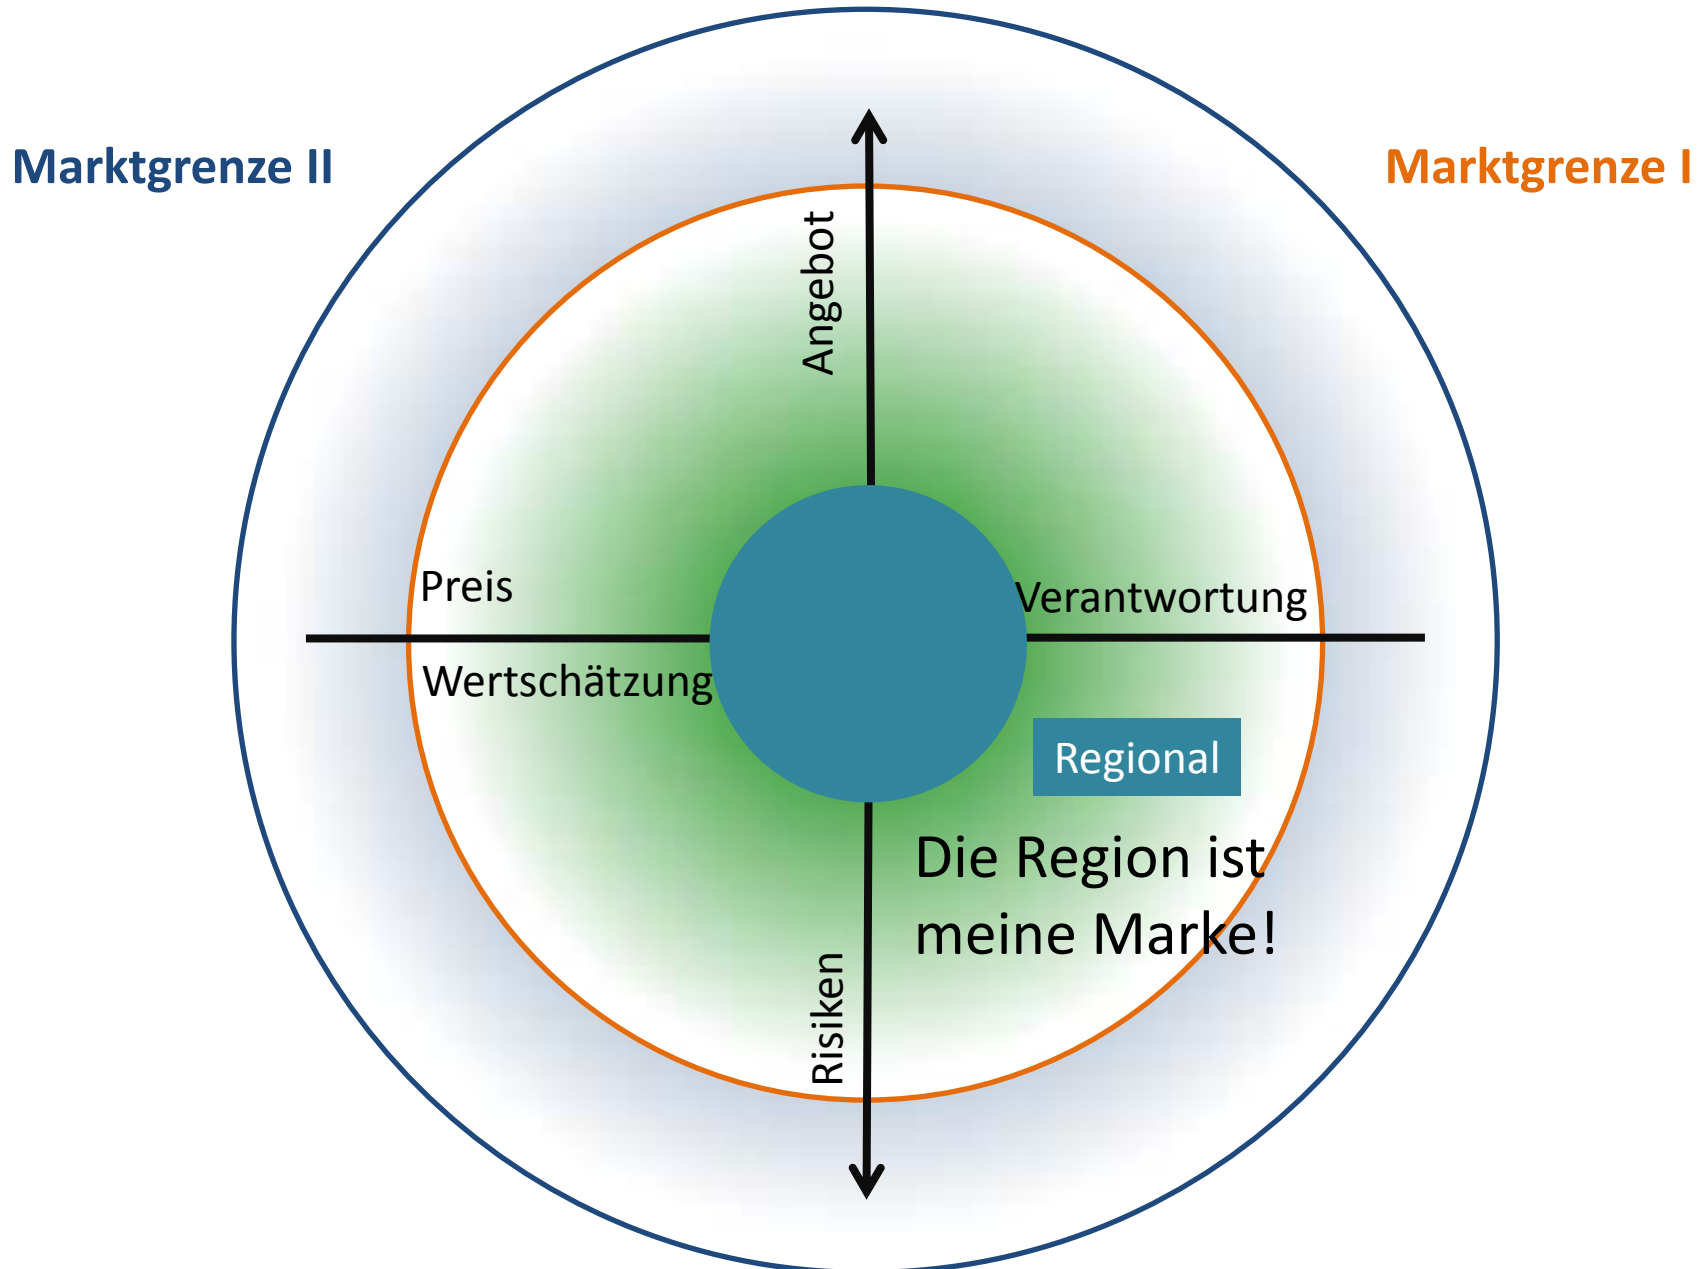 Marktgrenze II
Marktgrenze I
Angebot
Preis
Verantwortung
Wertschätzung
Regional
Die Region ist
meine Marke!
Risiken